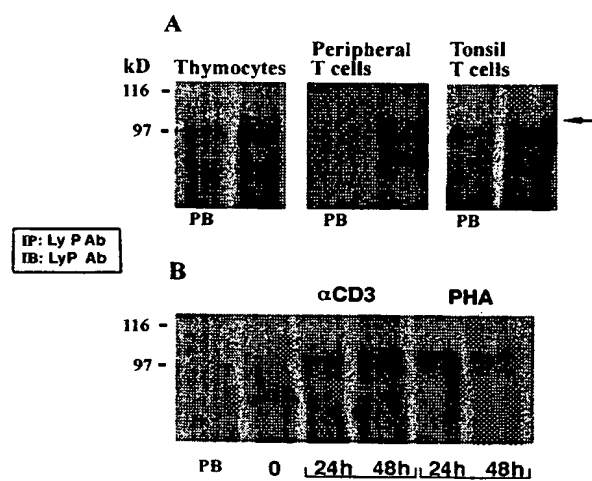 A
kD
Thymocytes
Peripheral
T cells
Tonsil
T cells
116 -
97 -
PB
PB
PB
IP: Ly P Ab
IB: LyP Ab
B
αCD3
PHA
116 -
97 -
PB
0
24h
48h
24h
48h